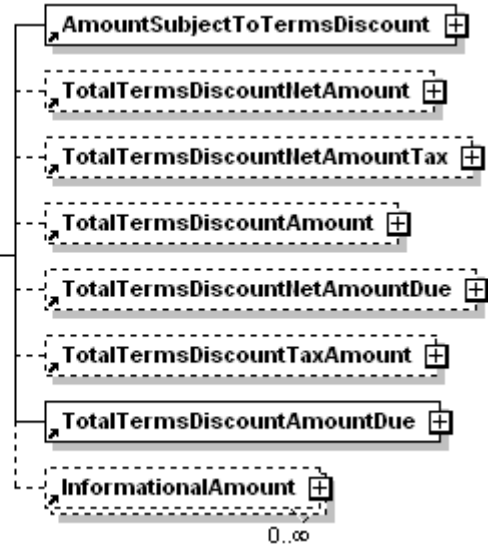 AmountSubjectToTermsDiscount
TotalTermsDiscountNetAmount
TotalTermsDiscountNetAmountTax
TotalTermsDiscountAmount
TotalTermsDiscountNetAmountDue
TotalTermsDiscountTaxAmount
TotalTermsDiscountAmountDue
InformationalAmount
0..∞